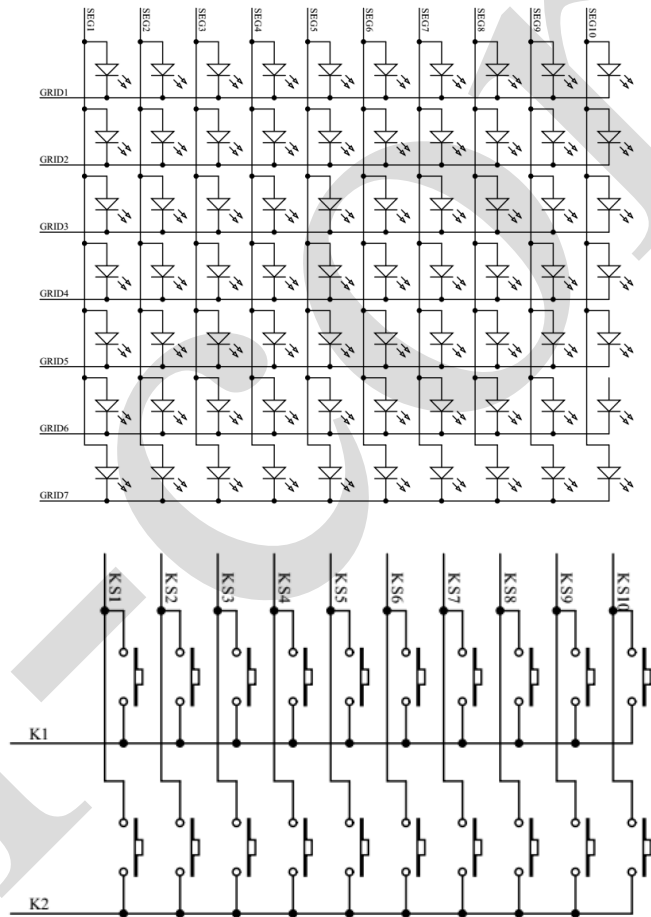 SEG1 SEG2 SEG3 SEG4 SEG5 SEG6 SEG7 SEG8 SEG9 SEG10
GRID1
GRID2
GRID3
GRID4
GRID5
GRID6
GRID7
KS1 KS2 KS3 KS4 KS5 KS6 KS7 KS8 KS9 KS10
K1
K2